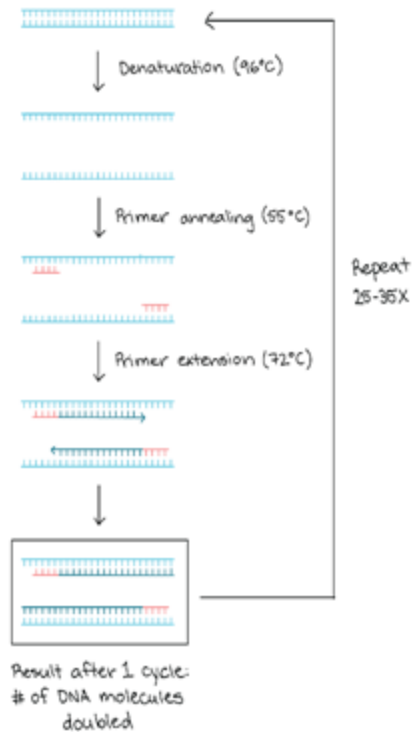 Denaturation (96°C)
Primer annealing (55°C)
Repeat
25-35X
Primer extension (72°C)
Result after 1 cycle:
# of DNA molecules
doubled